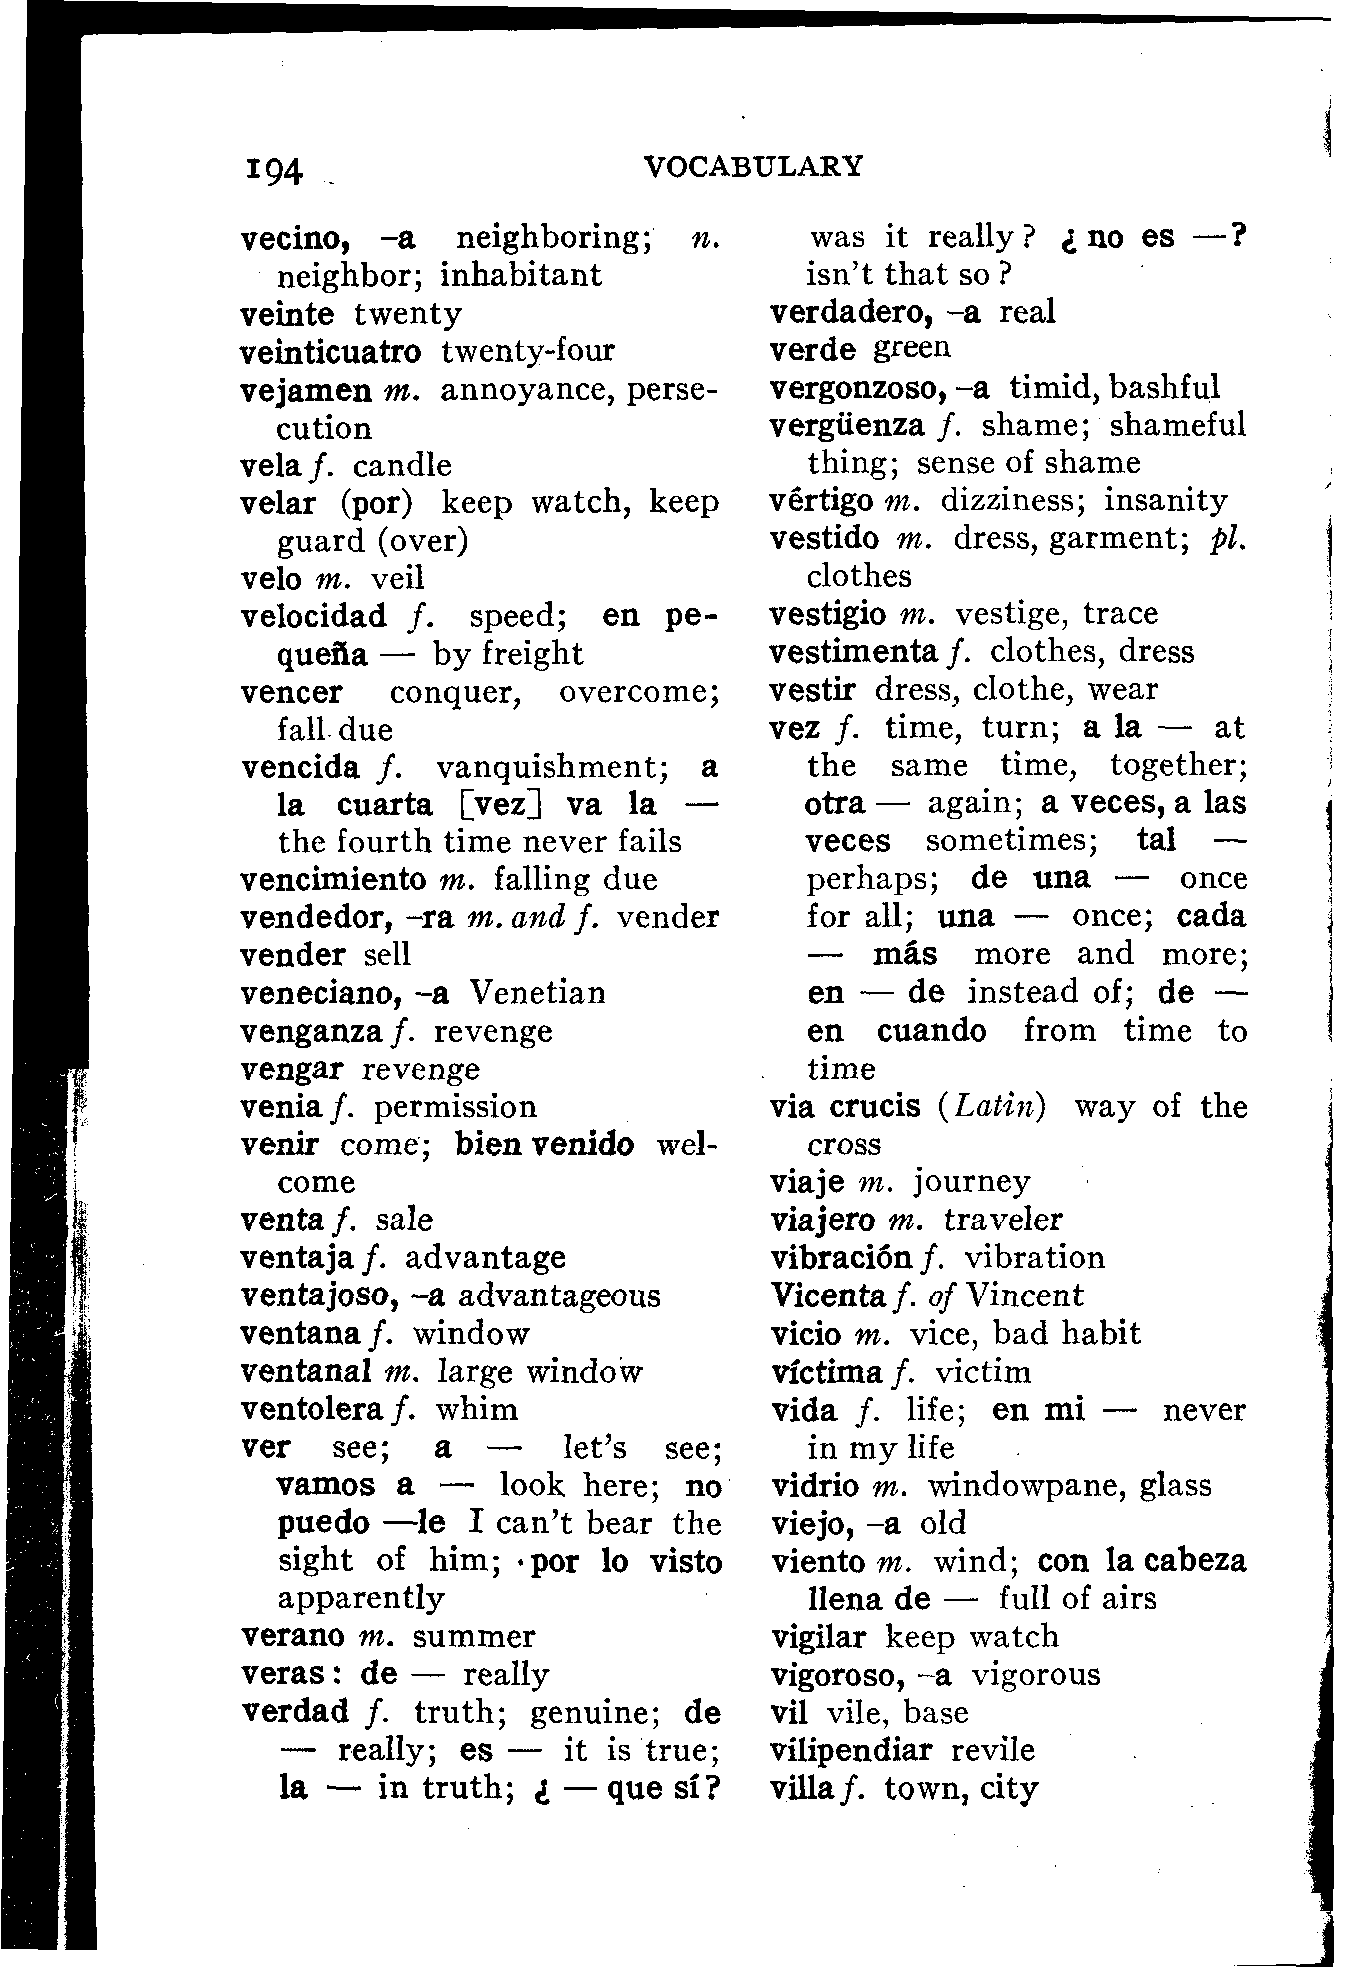 194
VOCABULARY
vecino, –a neighboring; n.
neighbor; inhabitant
veinte twenty
veinticuatro twenty-four
vejamen m. annoyance, perse-
cution
vela f. candle
velar (por) keep watch, keep
guard (over)
velo m. veil
velocidad f. speed; en pe-
queña — by freight
vencer conquer, overcome;
fall due
vencida f. vanquishment; a
la cuarta [vez] va la —
the fourth time never fails
vencimiento m. falling due
vendedor, –ra m. and f. vender
vender sell
veneciano, –a Venetian
venganza f. revenge
vengar revenge
venia f. permission
venir come; bien venido wel-
come
venta f. sale
ventaja f. advantage
ventajoso, –a advantageous
ventana f. window
ventanal m. large window
ventolera f. whim
ver see; a — let's see;
vamos a — look here; no
puedo —le I can't bear the
sight of him; por lo visto
apparently
verano m. summer
veras: de — really
verdad f. truth; genuine; de
— really; es — it is true;
la — in truth; ¿ — que sí?
was it really? ¿ no es —?
isn't that so?
verdadero, –a real
verde green
vergonzoso, –a timid, bashful
vergüenza f. shame; shameful
thing; sense of shame
vértigo m. dizziness; insanity
vestido m. dress, garment; pl.
clothes
vestigio m. vestige, trace
vestimenta f. clothes, dress
vestir dress, clothe, wear
vez f. time, turn; a la — at
the same time, together;
otra — again; a veces, a las
veces sometimes; tal —
perhaps; de una — once
for all; una — once; cada
— más more and more;
en — de instead of; de —
en cuando from time to
time
via crucis (Latin) way of the
cross
viaje m. journey
viajero m. traveler
vibración f. vibration
Vicenta f. of Vincent
vicio m. vice, bad habit
víctima f. victim
vida f. life; en mi — never
in my life
vidrio m. windowpane, glass
viejo, –a old
viento m. wind; con la cabeza
llena de — full of airs
vigilar keep watch
vigoroso, –a vigorous
vil vile, base
vilipendiar revile
villa f. town, city